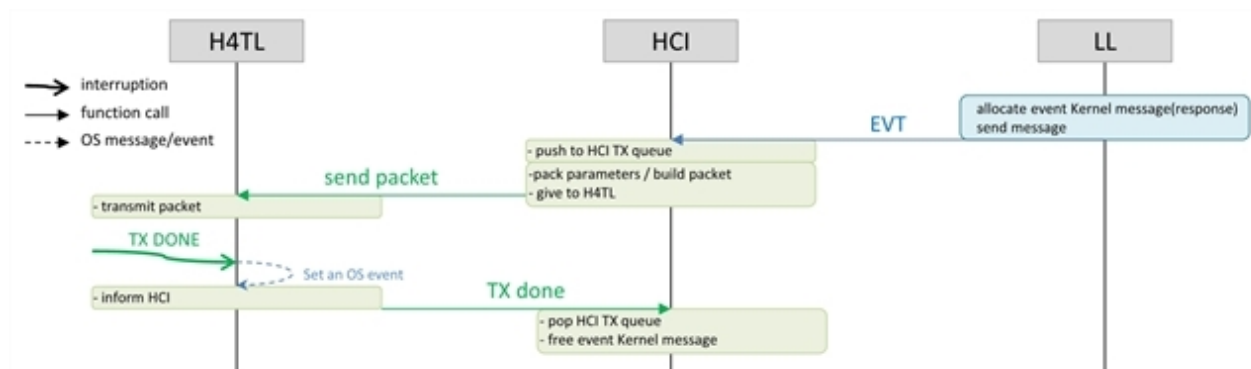 H4TL
HCI
LL
interruption
function call
OS message/event
allocate event Kernel message(response)
send message
EVT
- push to HCI TX queue
-pack parameters / build packet
- give to H4TL
send packet
- transmit packet
TX DONE
Set an OS event
- inform HCI
TX done
- pop HCI TX queue
- free event Kernel message